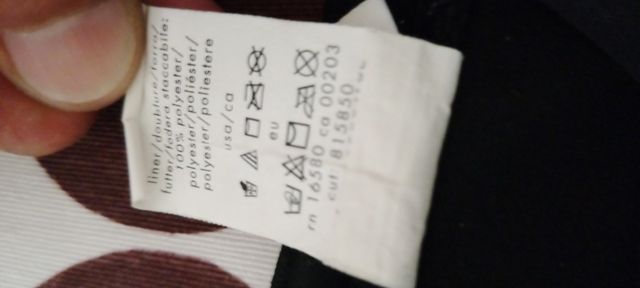 liner/doublure/forro/
futter/fodera staccabile:
100% polyester/
polyester/poliéster/
polyester/poliestere
usa/ca
eu
rn 16580 ca 00203
cut: 815850